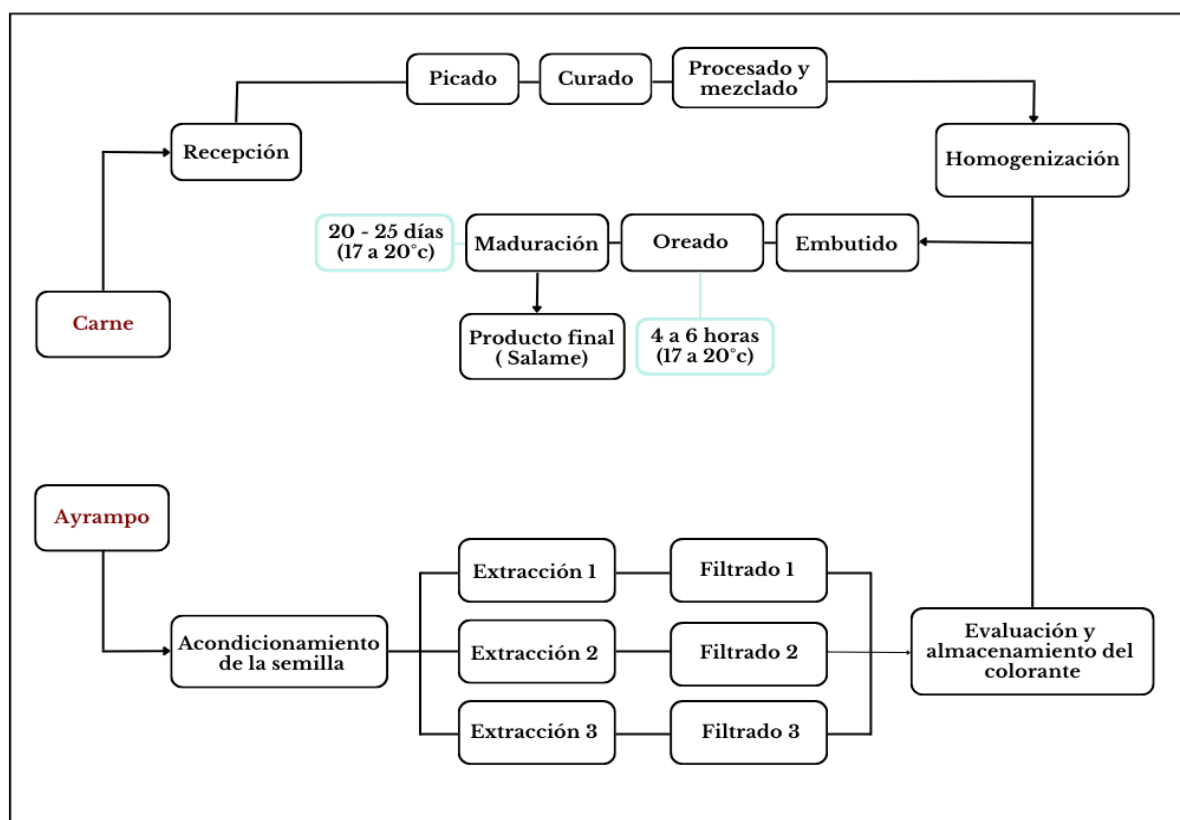 Picado
Curado
Procesado y
mezclado
Recepción
Homogenización
20 - 25 días
(17 a 20°c)
Maduración
Oreado
Embutido
Carne
Producto final
( Salame)
4 a 6 horas
(17 a 20°c)
Ayrampo
Extracción 1
Filtrado 1
Acondicionamiento
de la semilla
Extracción 2
Filtrado 2
Evaluación y
almacenamiento del
colorante
Extracción 3
Filtrado 3